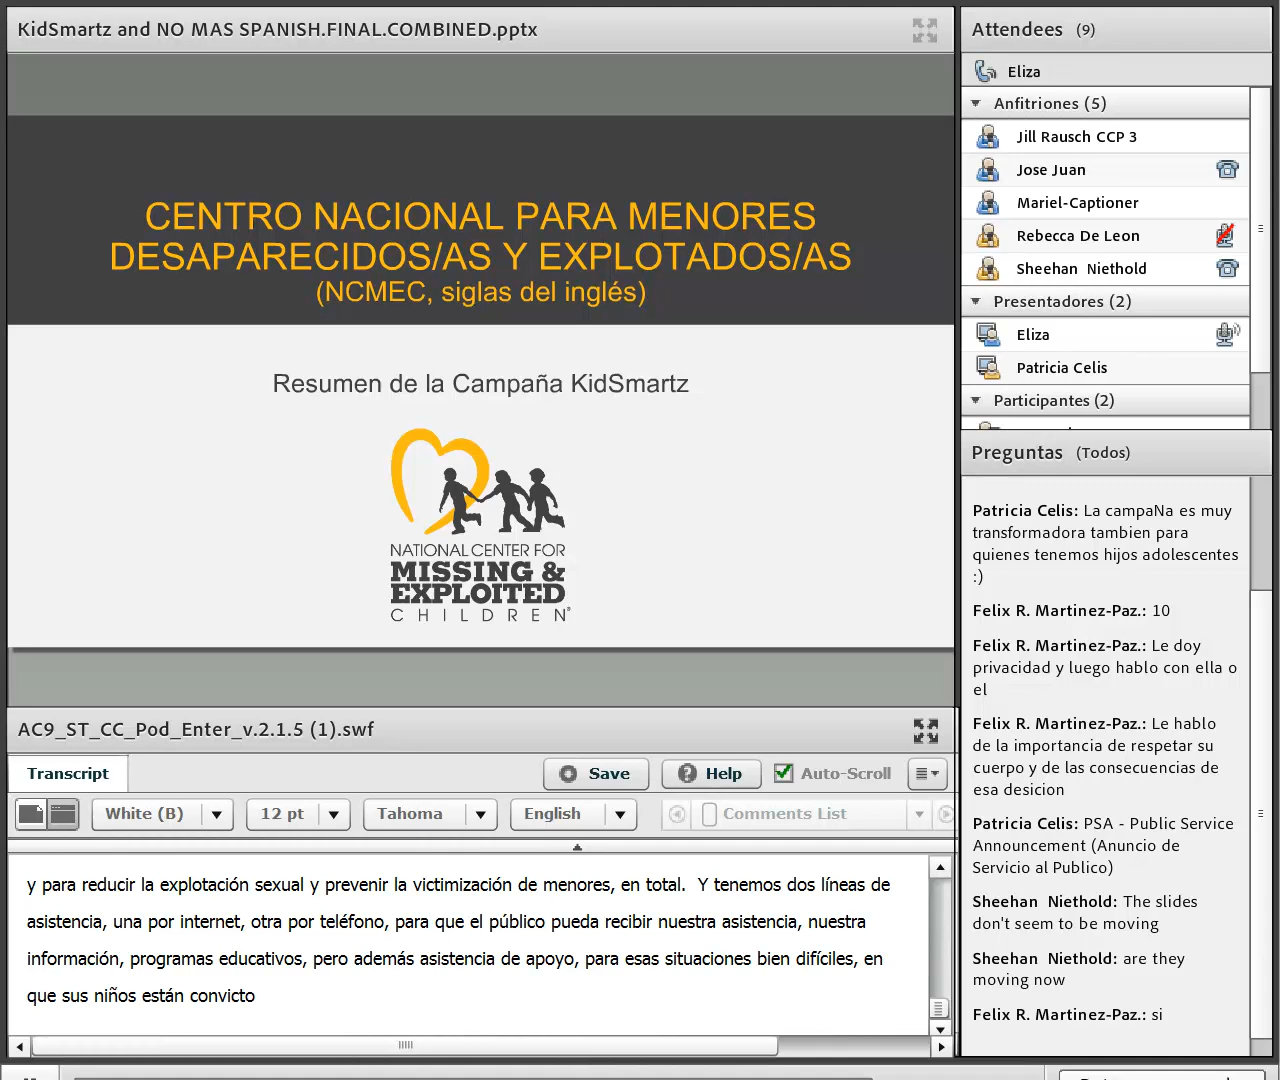 KidSmartz and NO MAS SPANISH.FINAL.COMBINED.pptx
CENTRO NACIONAL PARA MENORES
DESAPARECIDOS/AS Y EXPLOTADOS/AS
(NCMEC, siglas del inglés)
Resumen de la Campaña KidSmartz
NATIONAL CENTER FOR
MISSING &
EXPLOITED
CHILDREN®
AC9_ST_CC_Pod_Enter_v.2.1.5 (1).swf
Transcript
Save
Help
Auto-Scroll
White (B)
12 pt
Tahoma
English
Comments List
y para reducir la explotación sexual y prevenir la victimización de menores, en total.  Y tenemos dos líneas de
asistencia, una por internet, otra por teléfono, para que el público pueda recibir nuestra asistencia, nuestra
información, programas educativos, pero además asistencia de apoyo, para esas situaciones bien difíciles, en
que sus niños están convicto
Attendees (9)
Eliza
Anfitriones (5)
Jill Rausch CCP 3
Jose Juan
Mariel-Captioner
Rebecca De Leon
Sheehan  Niethold
Presentadores (2)
Eliza
Patricia Celis
Participantes (2)
Preguntas (Todos)
Patricia Celis: La campaNa es muy
transformadora tambien para
quienes tenemos hijos adolescentes
:)
Felix R. Martinez-Paz.: 10
Felix R. Martinez-Paz.: Le doy
privacidad y luego hablo con ella o
el
Felix R. Martinez-Paz.: Le hablo
de la importancia de respetar su
cuerpo y de las consecuencias de
esa desicion
Patricia Celis: PSA - Public Service
Announcement (Anuncio de
Servicio al Publico)
Sheehan  Niethold: The slides
don't seem to be moving
Sheehan  Niethold: are they
moving now
Felix R. Martinez-Paz.: si